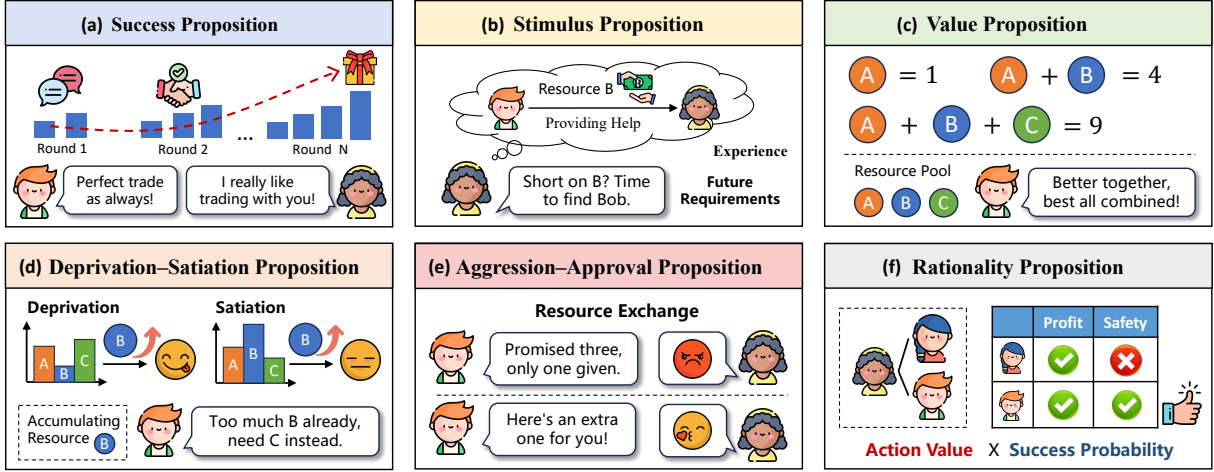 (a) Success Proposition
Round 1
Round 2
...
Round N
Perfect trade
as always!
I really like
trading with you!
(b) Stimulus Proposition
Resource B
Providing Help
Experience
Short on B? Time
to find Bob.
Future
Requirements
(c) Value Proposition
A = 1
A + B = 4
A + B + C = 9
Resource Pool
A B C
Better together,
best all combined!
(d) Deprivation–Satiation Proposition
Deprivation
A B C
B
Satiation
A B C
B
Accumulating
Resource B
Too much B already,
need C instead.
(e) Aggression–Approval Proposition
Resource Exchange
Promised three,
only one given.
Here's an extra
one for you!
(f) Rationality Proposition
Profit Safety
Action Value X Success Probability